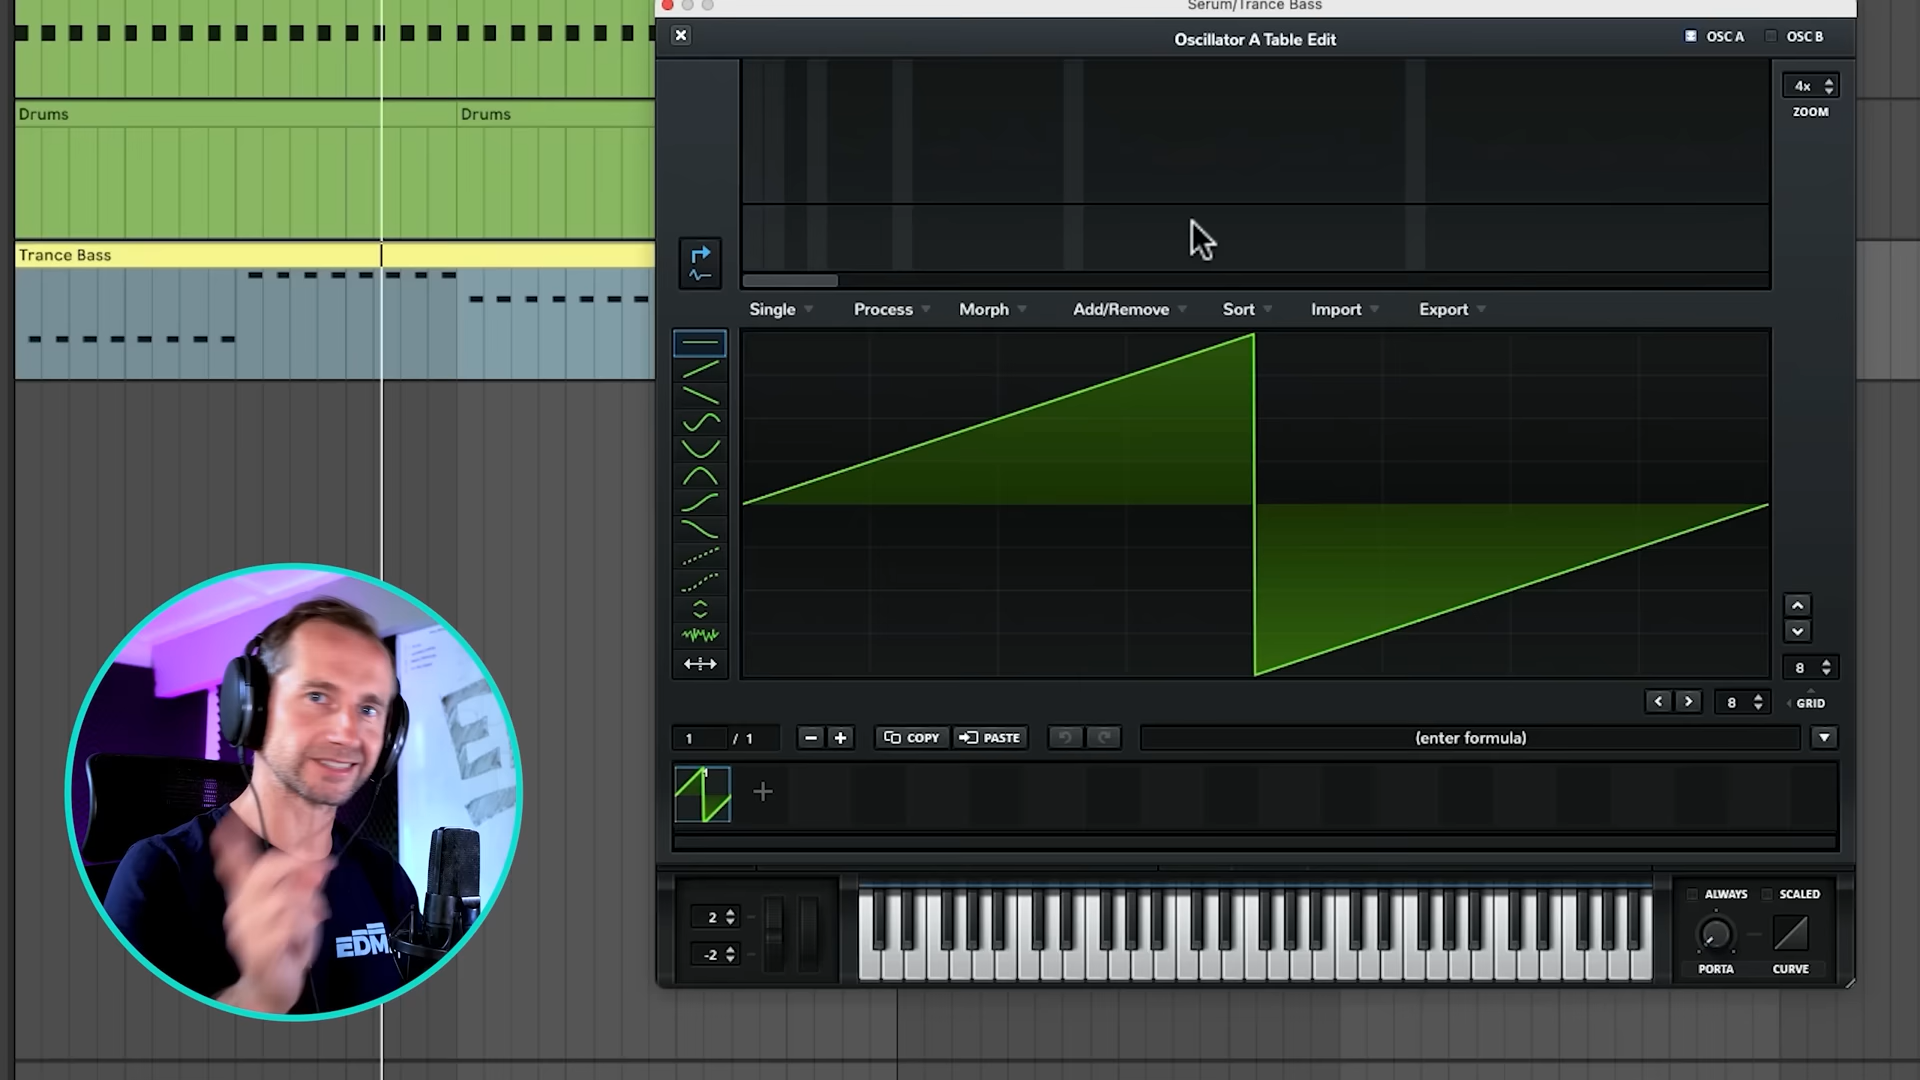 Serum/Trance Bass
Oscillator A Table Edit
OSC A
OSC B
4x
ZOOM
Drums
Drums
Trance Bass
Single
Process
Morph
Add/Remove
Sort
Import
Export
8
8
GRID
1 / 1
COPY
PASTE
(enter formula)
1
2
-2
ALWAYS
SCALED
PORTA
CURVE
EDM